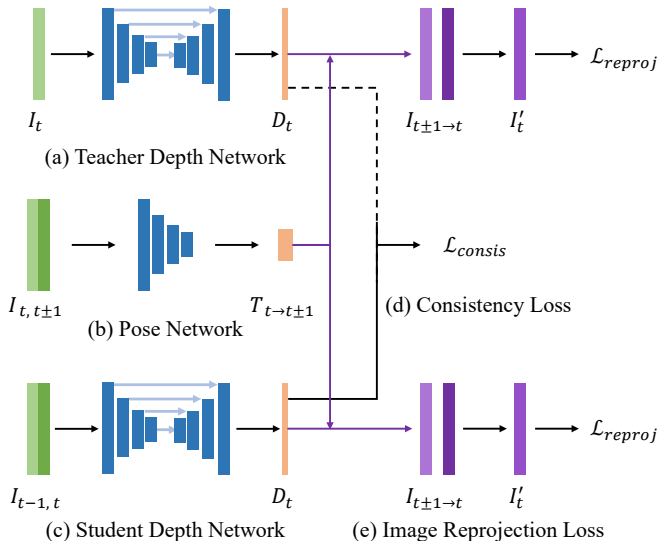 I_t D_t I_{t±1→t} I′_t ℒ_{reproj}
(a) Teacher Depth Network
I_{t, t±1} T_{t→t±1} ℒ_{consis}
(b) Pose Network (d) Consistency Loss
I_{t−1, t} D_t I_{t±1→t} I′_t ℒ_{reproj}
(c) Student Depth Network (e) Image Reprojection Loss